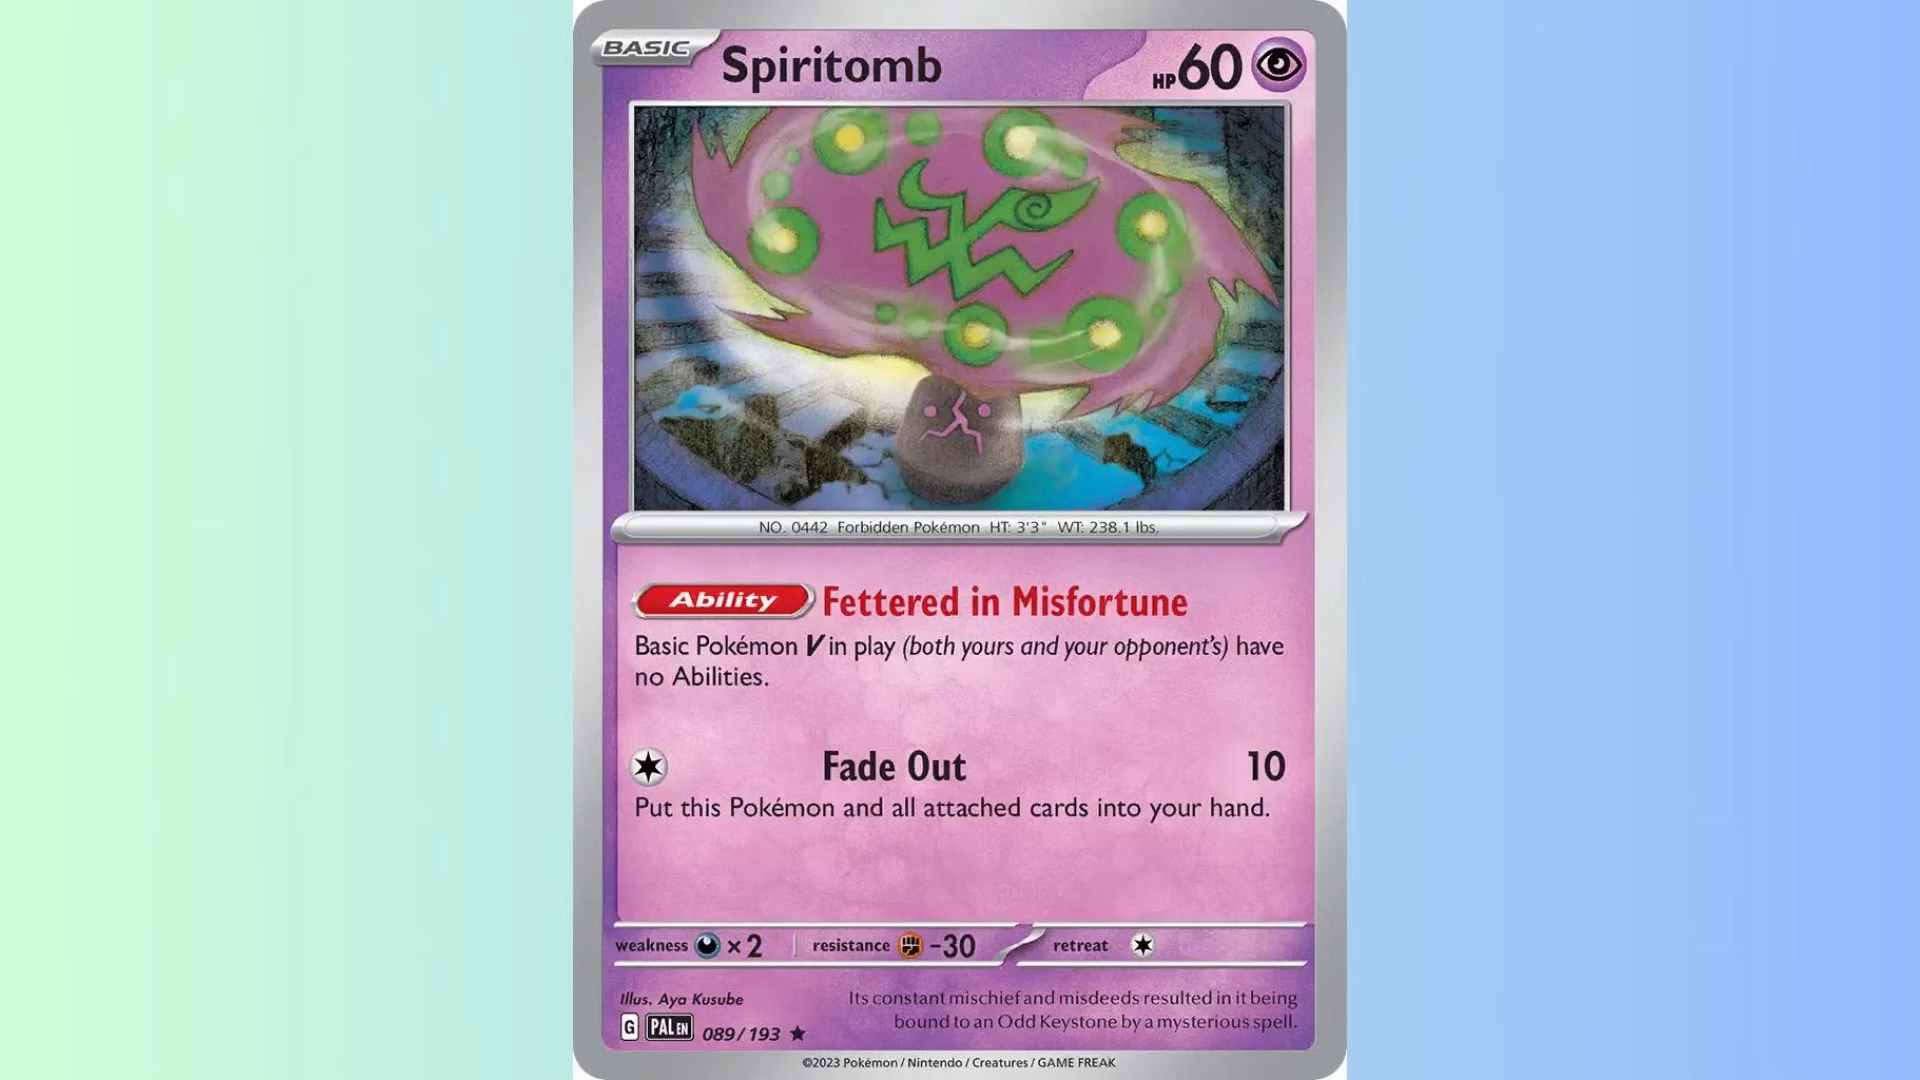 BASIC Spiritomb HP 60
NO. 0442 Forbidden Pokémon HT: 3'3" WT: 238.1 lbs.
Ability Fettered in Misfortune
Basic Pokémon V in play (both yours and your opponent's) have
no Abilities.
Fade Out 10
Put this Pokémon and all attached cards into your hand.
weakness ×2 resistance -30 retreat
Illus. Aya Kusube
G PAL EN 089/193 ★
Its constant mischief and misdeeds resulted in it being
bound to an Odd Keystone by a mysterious spell.
©2023 Pokémon / Nintendo / Creatures / GAME FREAK